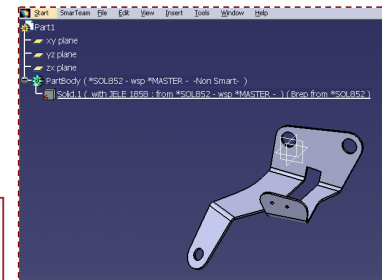 Start SmarTeam File Edit View Insert Tools Window Help
Part1
xy plane
yz plane
zx plane
PartBody ( *SOL852 - wsp *MASTER - -Non Smart- )
Solid.1 ( with JELE 1858 ; from *SOL852 - wsp *MASTER - ) ( Brep from *SOL852 )